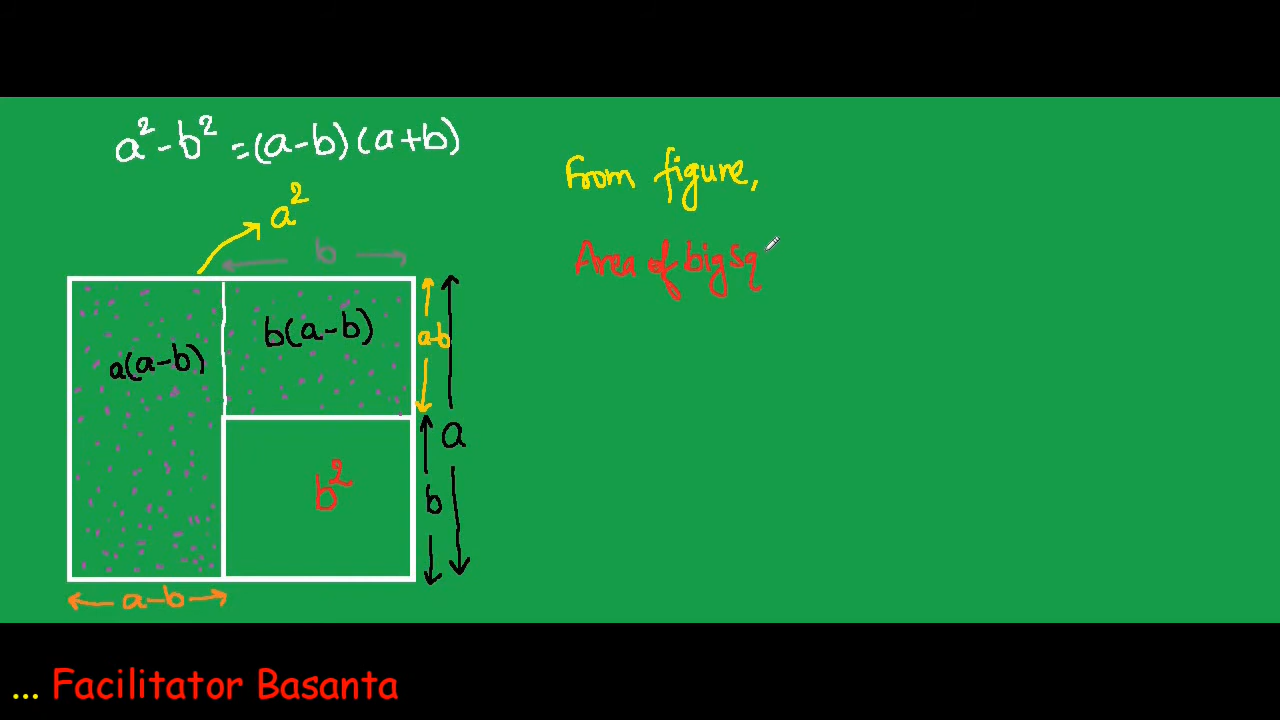 a² - b² = (a-b) (a+b)
From figure,
a²
Area of big sq
b
b(a-b)
a(a-b)
a-b
a
b²
b
a-b
... Facilitator Basanta